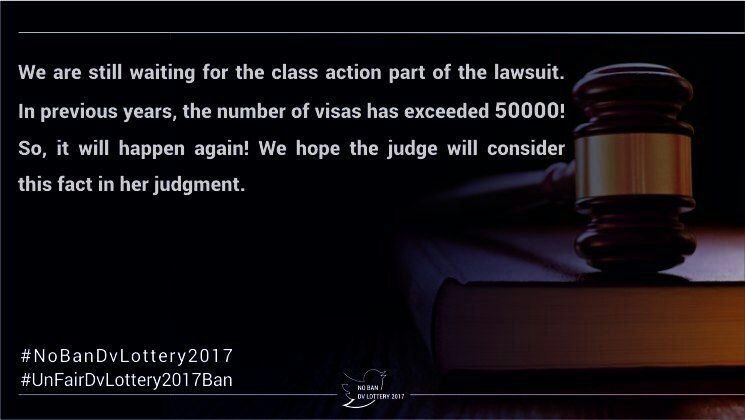 We are still waiting for the class action part of the lawsuit.
In previous years, the number of visas has exceeded 50000!
So, it will happen again! We hope the judge will consider
this fact in her judgment.
#NoBanDvLottery2017
#UnFairDvLottery2017Ban
NO BAN
DV LOTTERY 2017